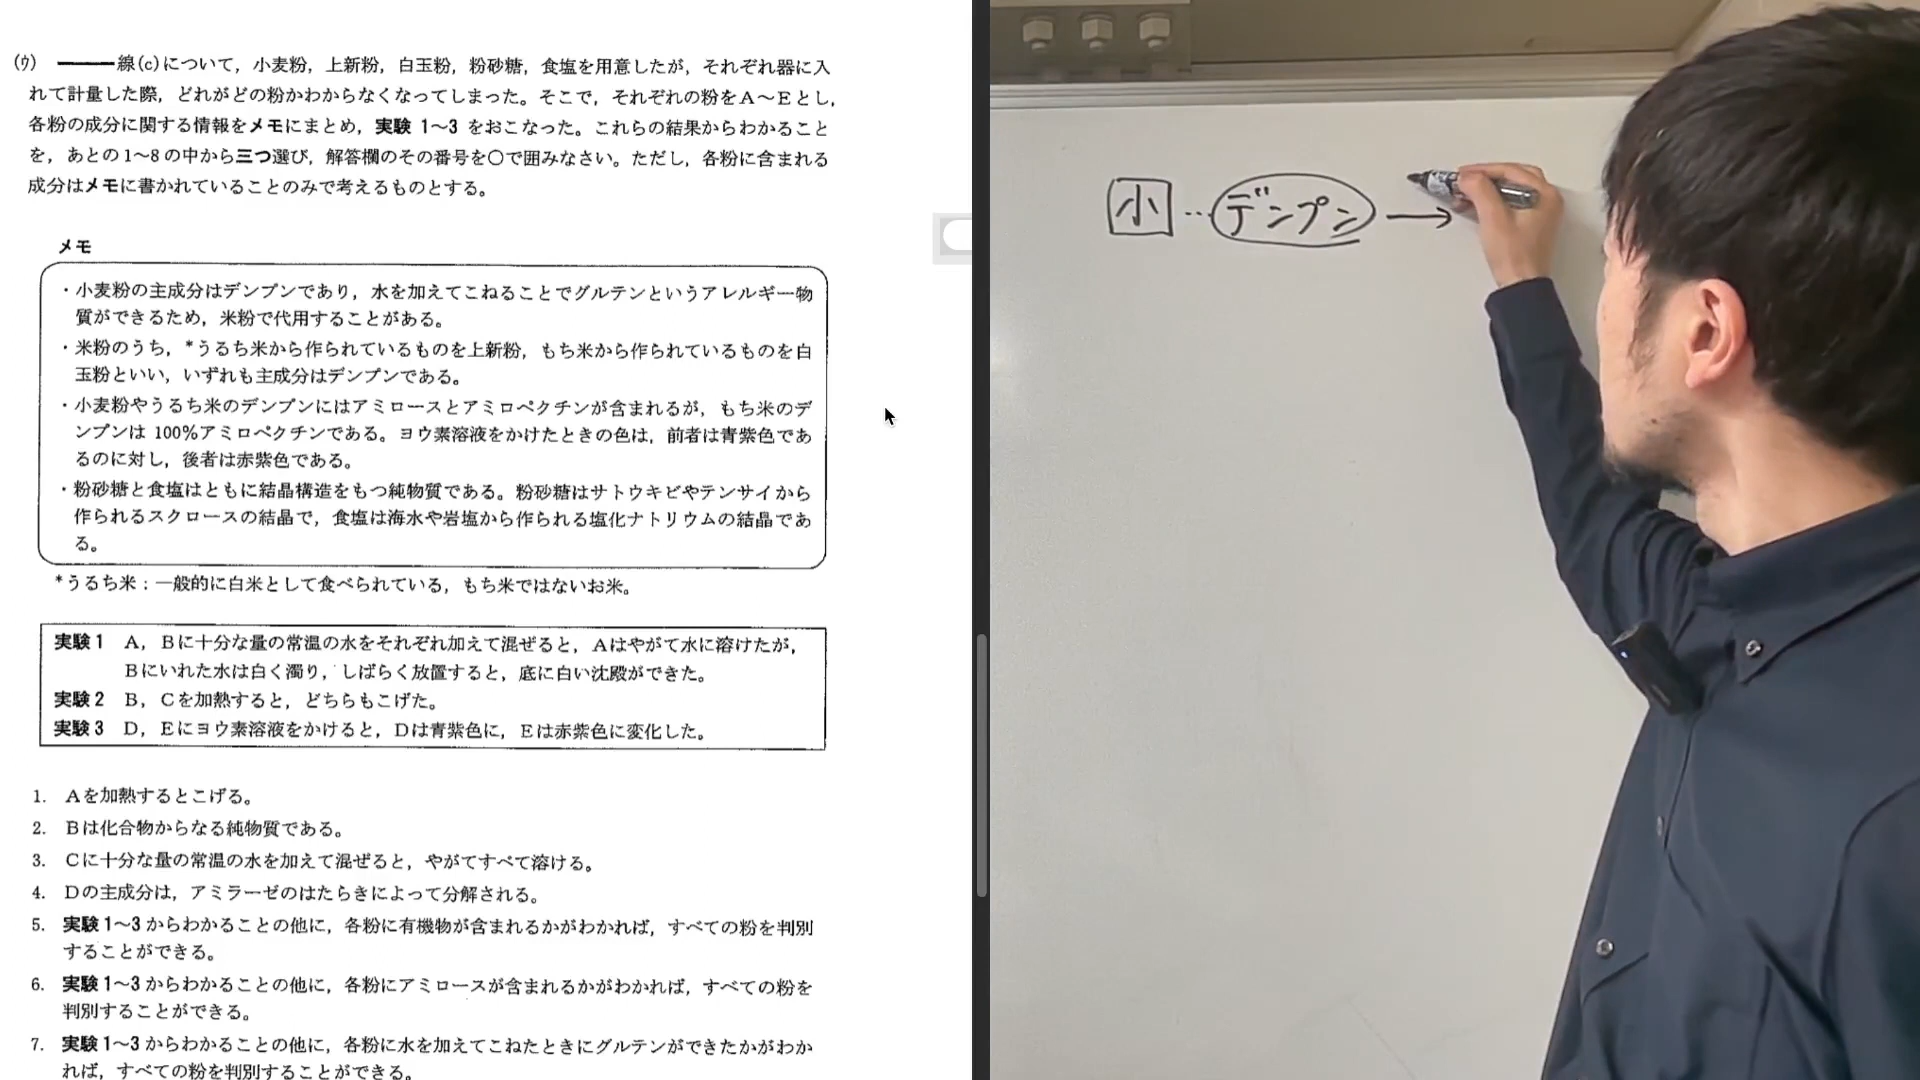 (ウ) ――線(c)について，小麦粉，上新粉，白玉粉，粉砂糖，食塩を用意したが，それぞれ器に入
れて計量した際，どれがどの粉かわからなくなってしまった。そこで，それぞれの粉をA～Eとし，
各粉の成分に関する情報をメモにまとめ，実験 1～3 をおこなった。これらの結果からわかること
を，あとの1～8の中から三つ選び，解答欄のその番号を○で囲みなさい。ただし，各粉に含まれる
成分はメモに書かれていることのみで考えるものとする。
メモ
・小麦粉の主成分はデンプンであり，水を加えてこねることでグルテンというアレルギー物
質ができるため，米粉で代用することがある。
・米粉のうち，*うるち米から作られているものを上新粉，もち米から作られているものを白
玉粉といい，いずれも主成分はデンプンである。
・小麦粉やうるち米のデンプンにはアミロースとアミロペクチンが含まれるが，もち米のデ
ンプンは 100%アミロペクチンである。ヨウ素溶液をかけたときの色は，前者は青紫色であ
るのに対し，後者は赤紫色である。
・粉砂糖と食塩はともに結晶構造をもつ純物質である。粉砂糖はサトウキビやテンサイから
作られるスクロースの結晶で，食塩は海水や岩塩から作られる塩化ナトリウムの結晶であ
る。
*うるち米：一般的に白米として食べられている，もち米ではないお米。
実験1 A，Bに十分な量の常温の水をそれぞれ加えて混ぜると，Aはやがて水に溶けたが，
Bにいれた水は白く濁り，しばらく放置すると，底に白い沈殿ができた。
実験2 B，Cを加熱すると，どちらもこげた。
実験3 D，Eにヨウ素溶液をかけると，Dは青紫色に，Eは赤紫色に変化した。
1. Aを加熱するとこげる。
2. Bは化合物からなる純物質である。
3. Cに十分な量の常温の水を加えて混ぜると，やがてすべて溶ける。
4. Dの主成分は，アミラーゼのはたらきによって分解される。
5. 実験1～3からわかることの他に，各粉に有機物が含まれるかがわかれば，すべての粉を判別
することができる。
6. 実験1～3からわかることの他に，各粉にアミロースが含まれるかがわかれば，すべての粉を
判別することができる。
7. 実験1～3からわかることの他に，各粉に水を加えてこねたときにグルテンができたかがわか
れば，すべての粉を判別することができる。
小…デンプン→